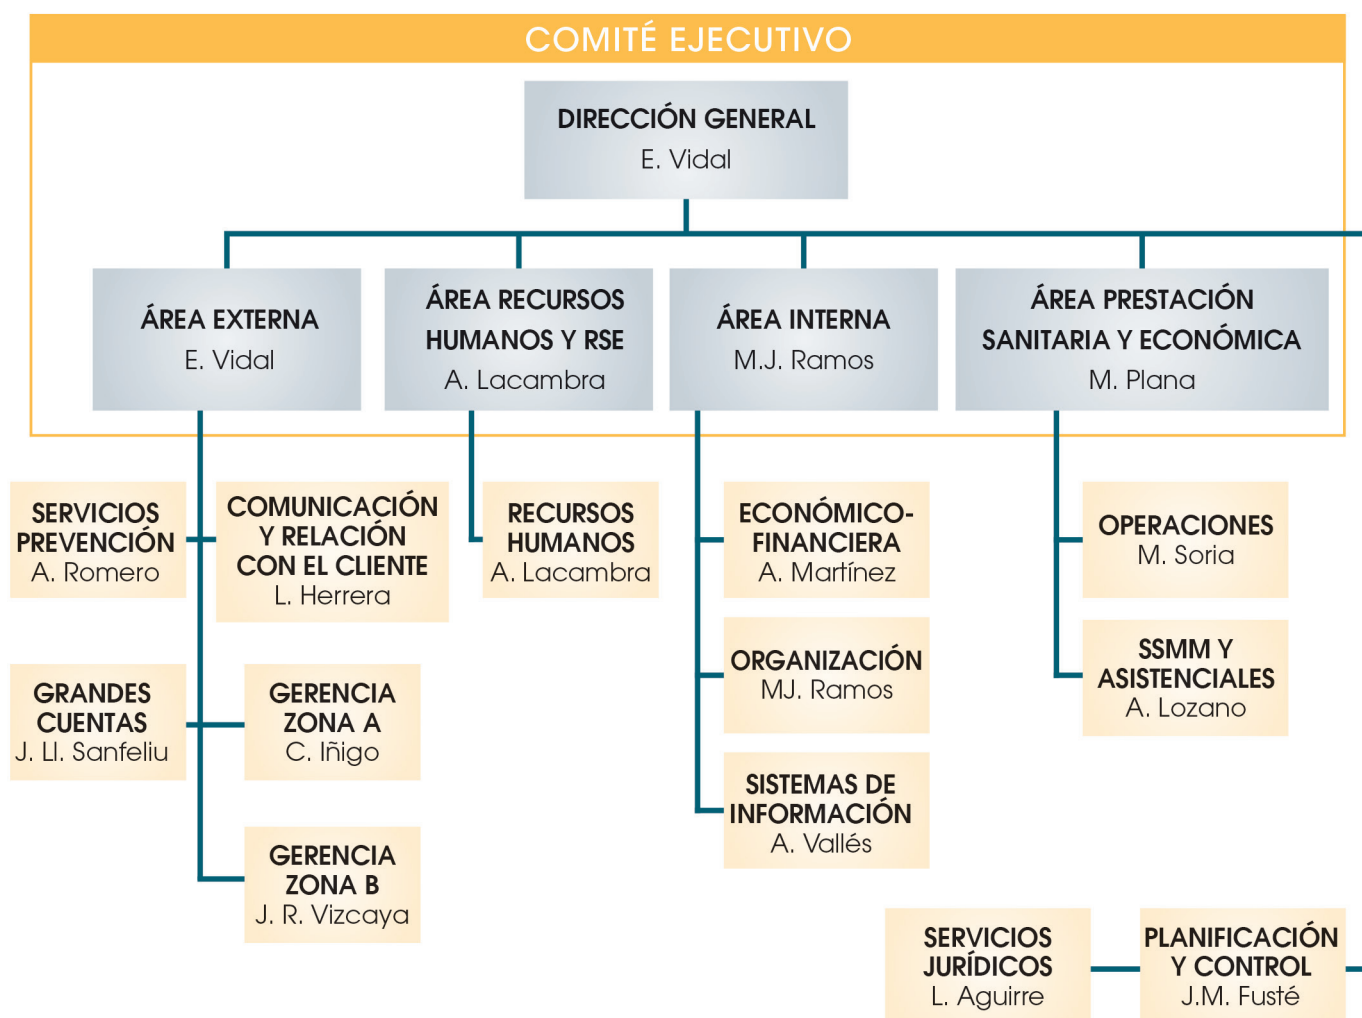 COMITÉ EJECUTIVO
DIRECCIÓN GENERAL
E. Vidal
ÁREA EXTERNA
E. Vidal
ÁREA RECURSOS
HUMANOS Y RSE
A. Lacambra
ÁREA INTERNA
M.J. Ramos
ÁREA PRESTACIÓN
SANITARIA Y ECONÓMICA
M. Plana
SERVICIOS
PREVENCIÓN
A. Romero
COMUNICACIÓN
Y RELACIÓN
CON EL CLIENTE
L. Herrera
RECURSOS
HUMANOS
A. Lacambra
ECONÓMICO-
FINANCIERA
A. Martínez
OPERACIONES
M. Soria
GRANDES
CUENTAS
J. Ll. Sanfeliu
GERENCIA
ZONA A
C. Iñigo
ORGANIZACIÓN
MJ. Ramos
SSMM Y
ASISTENCIALES
A. Lozano
GERENCIA
ZONA B
J. R. Vizcaya
SISTEMAS DE
INFORMACIÓN
A. Vallés
SERVICIOS
JURÍDICOS
L. Aguirre
PLANIFICACIÓN
Y CONTROL
J.M. Fusté